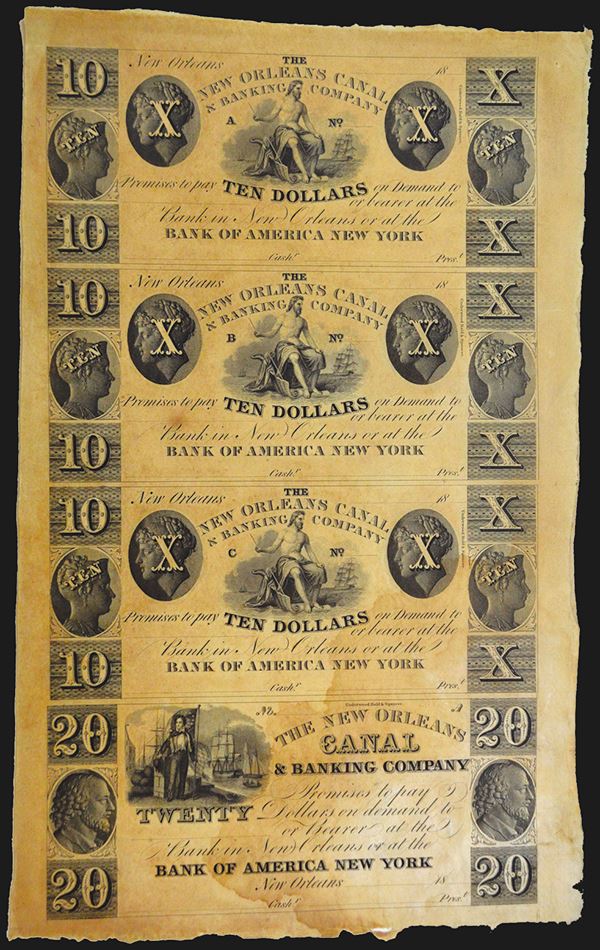 10 New Orleans THE 18 X
NEW ORLEANS CANAL
& BANKING COMPANY
X A No X
TEN TEN
Promises to pay TEN DOLLARS on Demand to
or bearer at the
10 Bank in New Orleans or at the X
BANK OF AMERICA NEW YORK
Cashr. Prest.
10 New Orleans THE 18 X
NEW ORLEANS CANAL
& BANKING COMPANY
X B No X
TEN TEN
Promises to pay TEN DOLLARS on Demand to
or bearer at the
10 Bank in New Orleans or at the X
BANK OF AMERICA NEW YORK
Cashr. Prest.
10 New Orleans THE 18 X
NEW ORLEANS CANAL
& BANKING COMPANY
X C No X
TEN TEN
Promises to pay TEN DOLLARS on Demand to
or bearer at the
10 Bank in New Orleans or at the X
BANK OF AMERICA NEW YORK
Cashr. Prest.
20 No. A 20
THE NEW ORLEANS
CANAL
& BANKING COMPANY
Promises to pay
TWENTY Dollars on demand to
or bearer at the
Bank in New Orleans or at the
20 BANK OF AMERICA NEW YORK 20
New Orleans 18
Cashr. Prest.